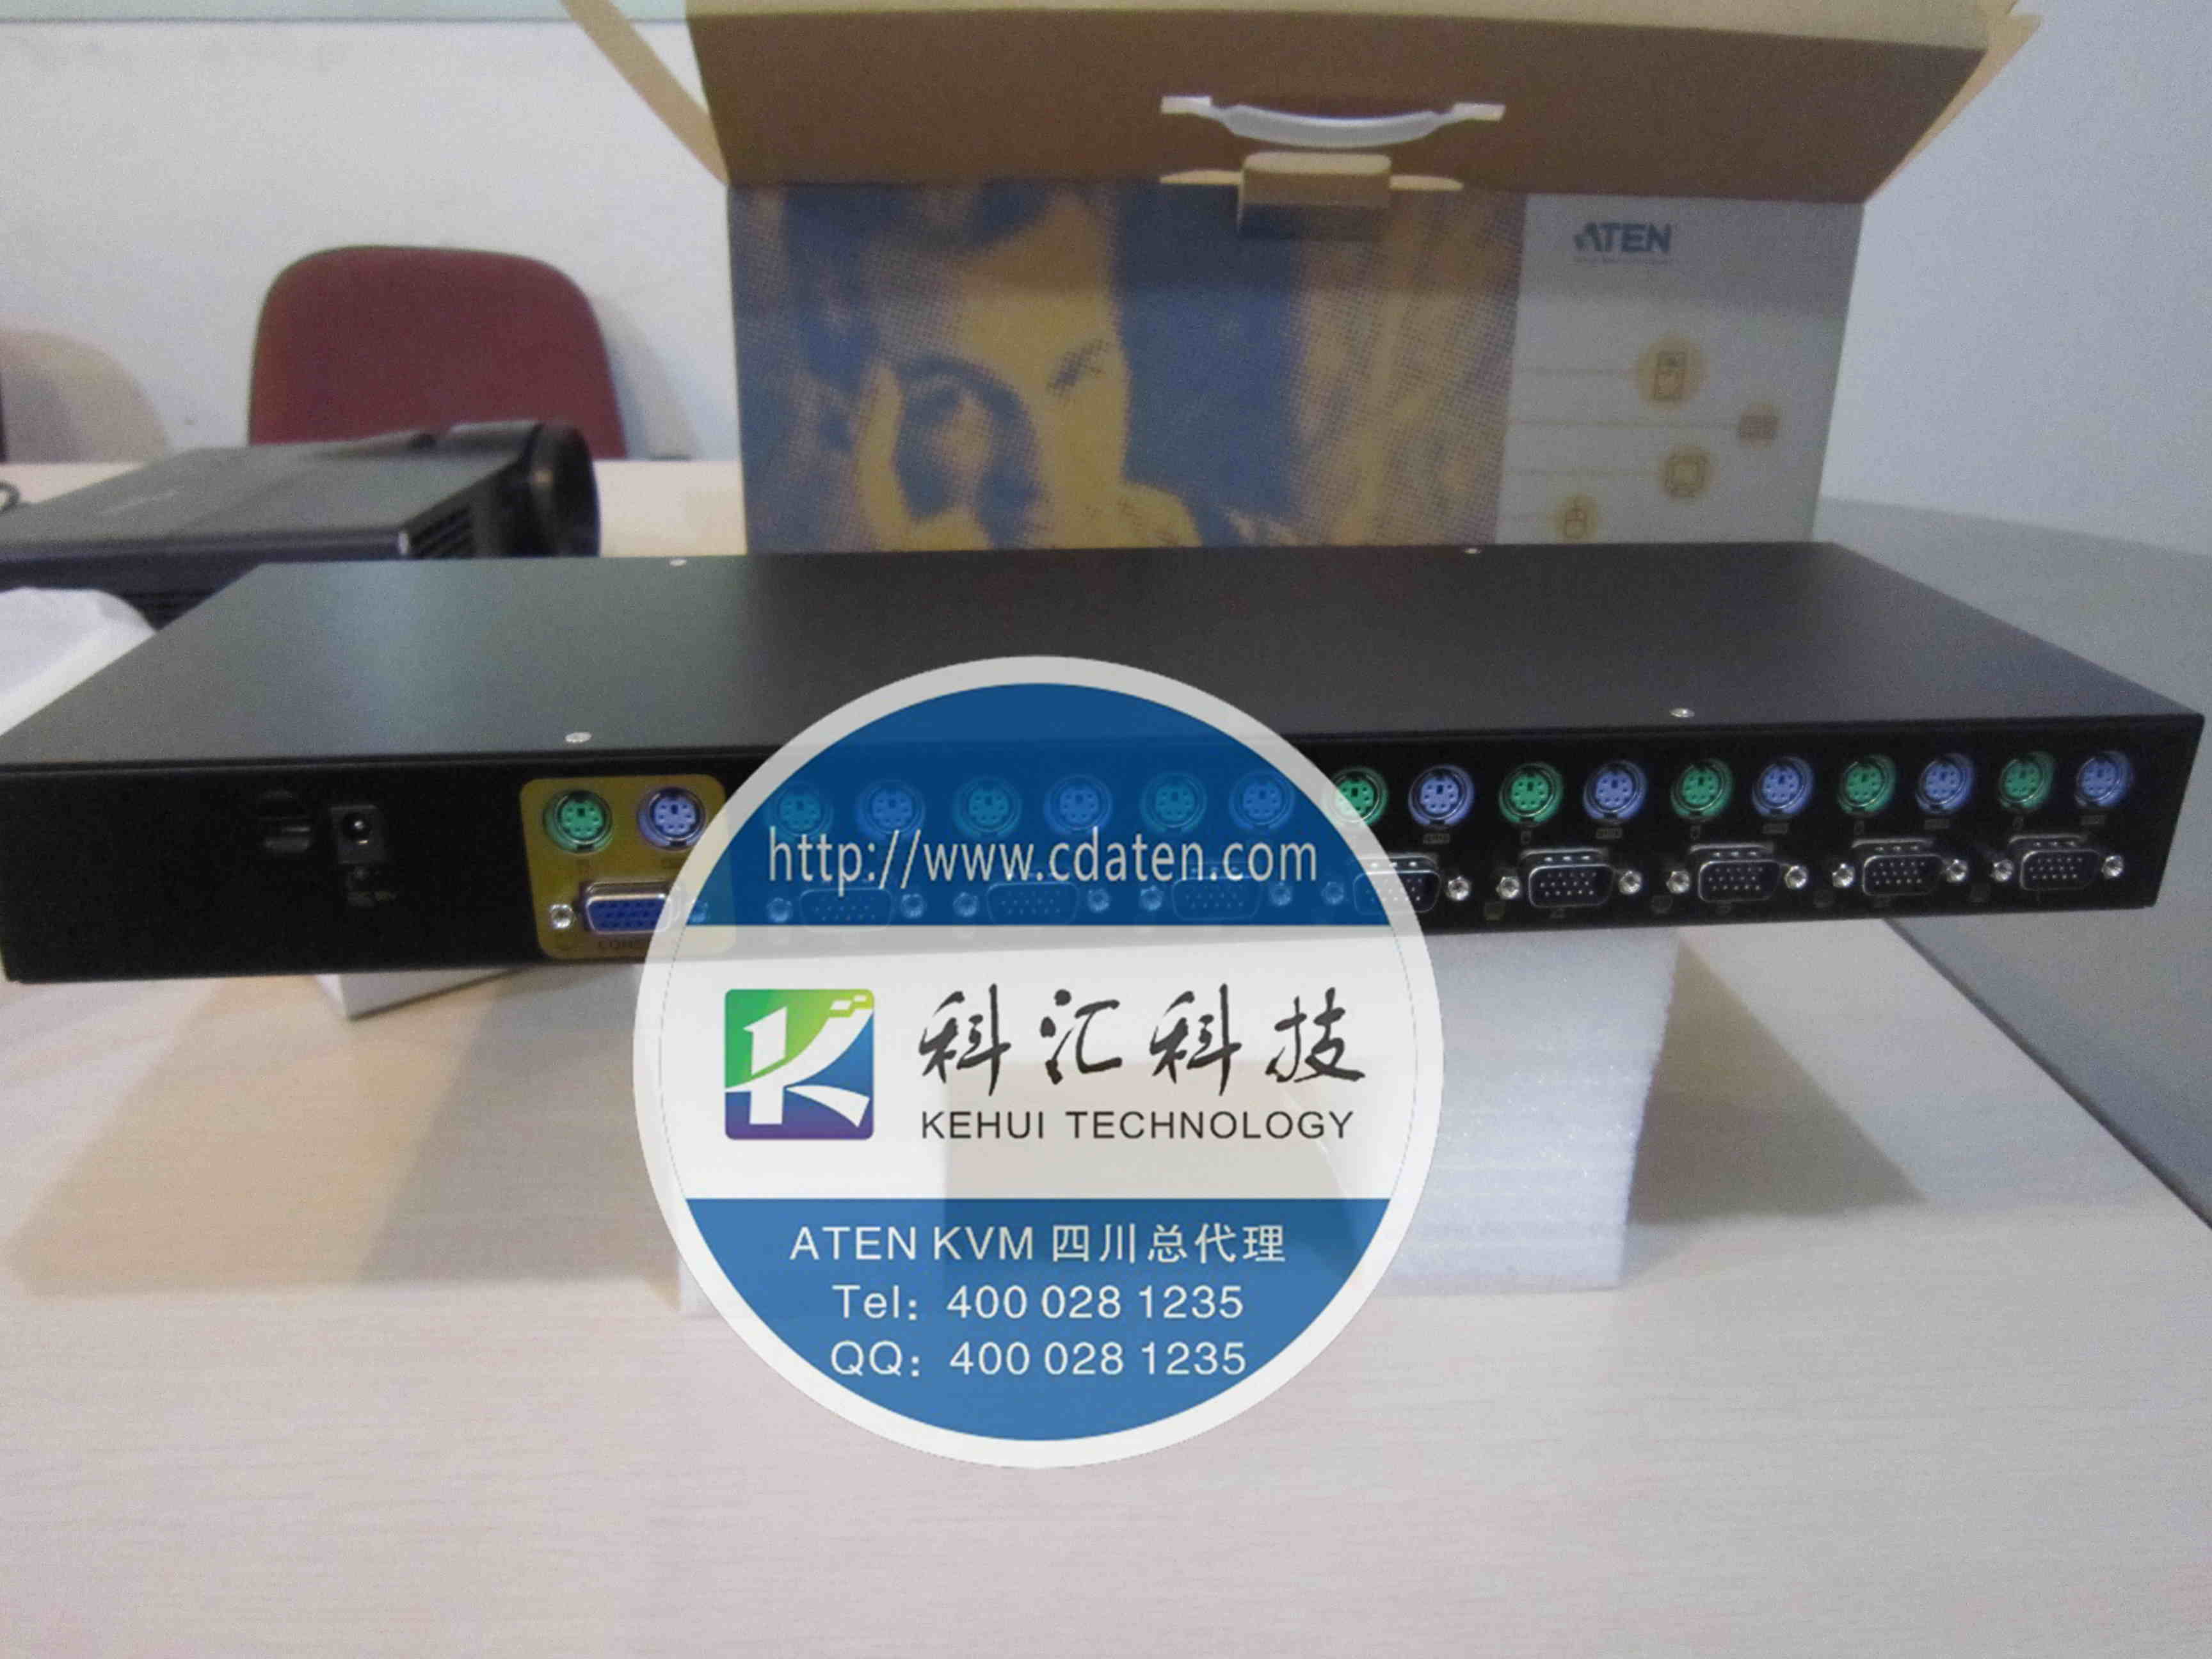 ATEN
http://www.cdaten.com
科汇科技
KEHUI TECHNOLOGY
ATEN KVM 四川总代理
Tel: 400 028 1235
QQ: 400 028 1235